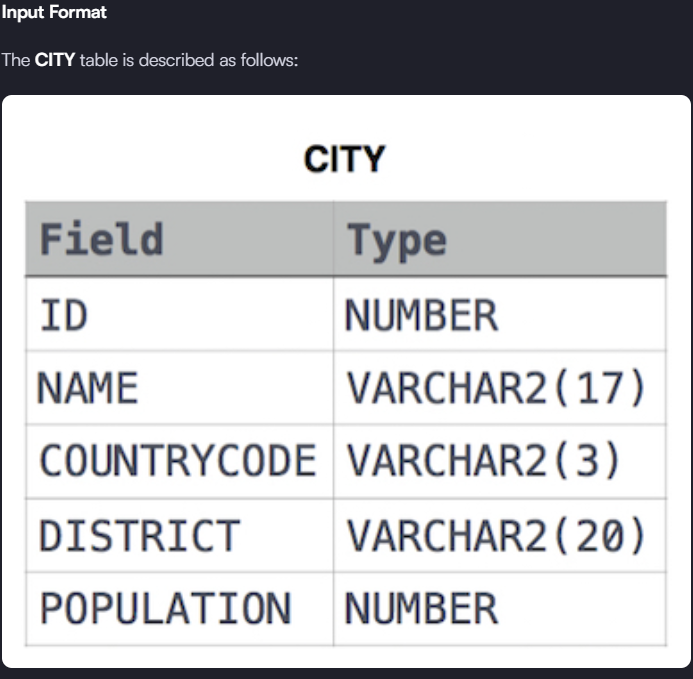 Input Format
The CITY table is described as follows:
CITY
Field Type
ID NUMBER
NAME VARCHAR2(17)
COUNTRYCODE VARCHAR2(3)
DISTRICT VARCHAR2(20)
POPULATION NUMBER